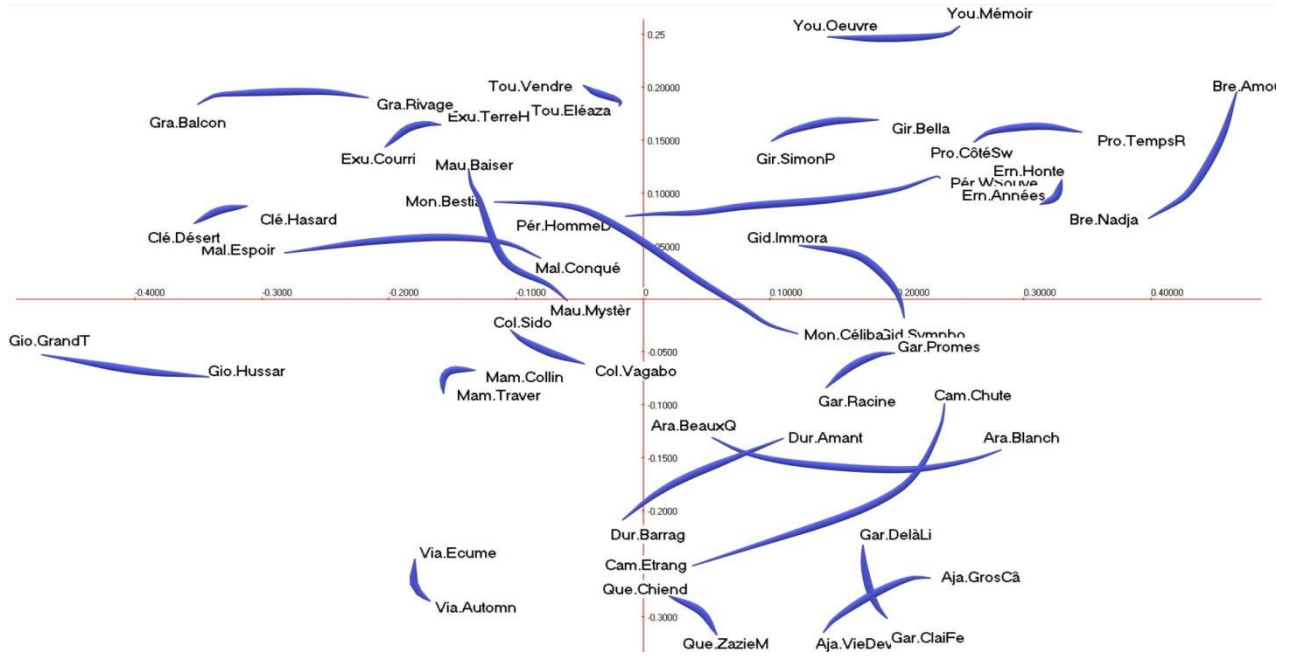 You.Mémoir
You.Oeuvre
0.25
Tou.Vendre
0.20000
Bre.Amou
Gra.Rivage
Exu.TerreH
Tou.Eléaza
Gra.Balcon
Gir.Bella
Pro.TempsR
0.15000
Exu.Courri
Mau.Baiser
Gir.SimonP
Pro.CôtéSw
Ern.Honte
Pér.WSouve
Ern.Années
0.10000
Mon.Bestia
Clé.Hasard
Pér.HommeD
Bre.Nadja
Clé.Désert
Gid.Immora
Mal.Espoir
0.05000
Mal.Conqué
-0.4000
-0.3000
-0.2000
-0.1000
0
0.10000
0.20000
0.30000
0.40000
Mau.Mystèr
Col.Sido
Mon.Céliba
Gid.Sympho
Gio.GrandT
Gar.Promes
-0.0500
Gio.Hussar
Mam.Collin
Col.Vagabo
Mam.Traver
Gar.Racine
Cam.Chute
-0.1000
Ara.BeauxQ
Dur.Amant
Ara.Blanch
-0.1500
-0.2000
Dur.Barrag
Gar.DelàLi
Via.Ecume
Cam.Etrang
Aja.GrosCâ
Que.Chiend
Via.Automn
-0.3000
Que.ZazieM
Aja.VieDev
Gar.ClaiFe